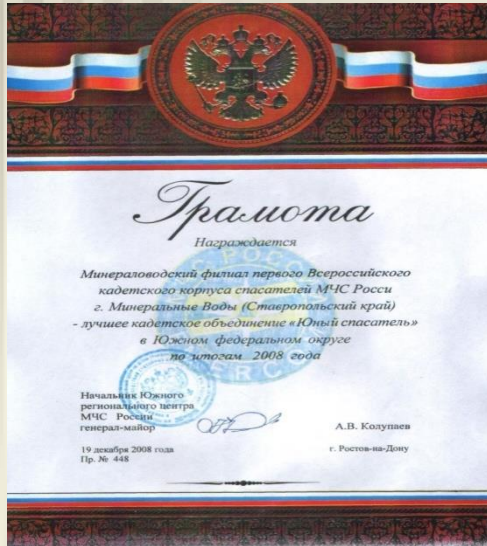 Грамота
Награждается
Минераловодский филиал первого Всероссийского
кадетского корпуса спасателей МЧС Росси
г. Минеральные Воды (Ставропольский край)
- лучшее кадетское объединение «Юный спасатель»
в Южном федеральном округе
по итогам 2008 года
Начальник Южного
регионального центра
МЧС России
генерал-майор
А.В. Колупаев
19 декабря 2008 года
Пр. № 448
г. Ростов-на-Дону